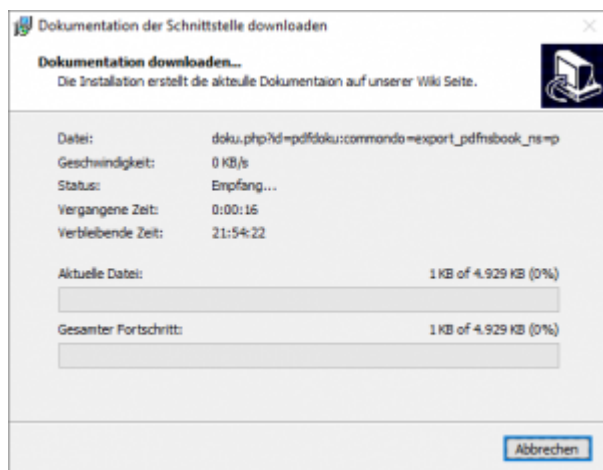 Dokumentation der Schnittstelle downloaden
Dokumentation downloaden...
Die Installation erstellt die akteulle Dokumentaion auf unserer Wiki Seite.
Datei: doku.php?id=pdfdoku:commondo=export_pdfnsbook_ns=p
Geschwindigkeit: 0 KB/s
Status: Empfang...
Vergangene Zeit: 0:00:16
Verbleibende Zeit: 21:54:22
Aktuelle Datei: 1 KB of 4.929 KB (0%)
Gesamter Fortschritt: 1 KB of 4.929 KB (0%)
Abbrechen